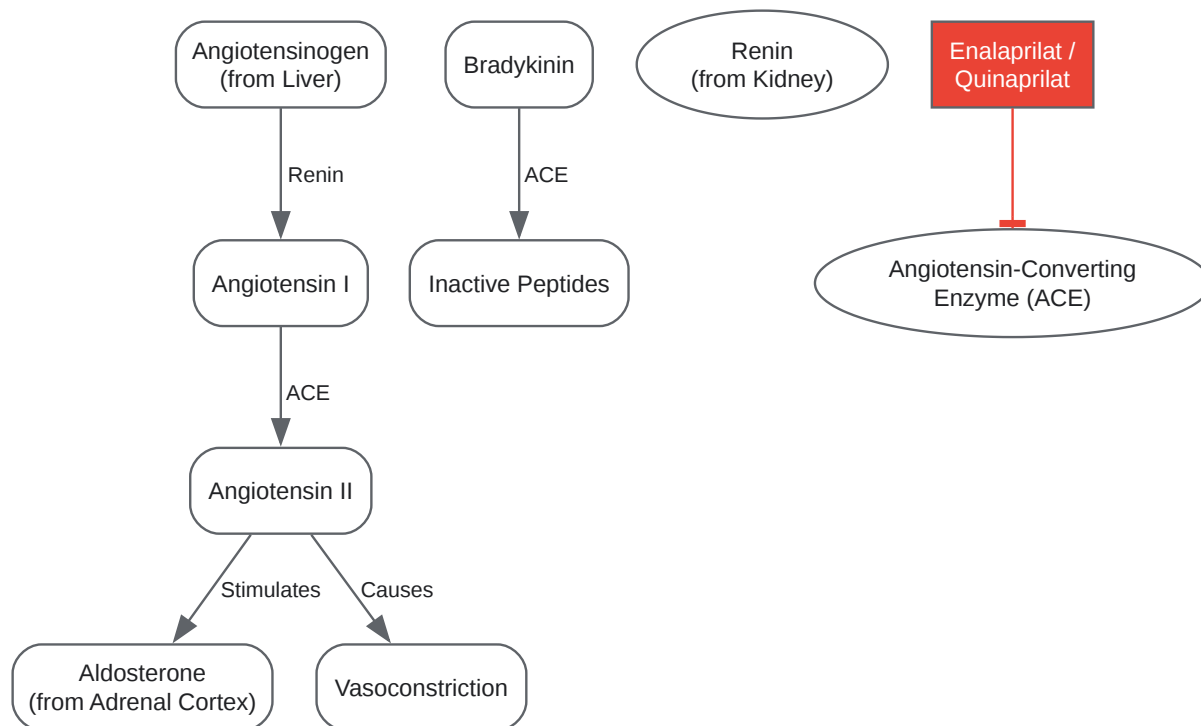 Angiotensinogen
(from Liver)
Bradykinin
Renin
(from Kidney)
Enalaprilat /
Quinaprilat
Renin
ACE
Angiotensin I
Inactive Peptides
Angiotensin-Converting
Enzyme (ACE)
ACE
Angiotensin II
Stimulates
Causes
Aldosterone
(from Adrenal Cortex)
Vasoconstriction